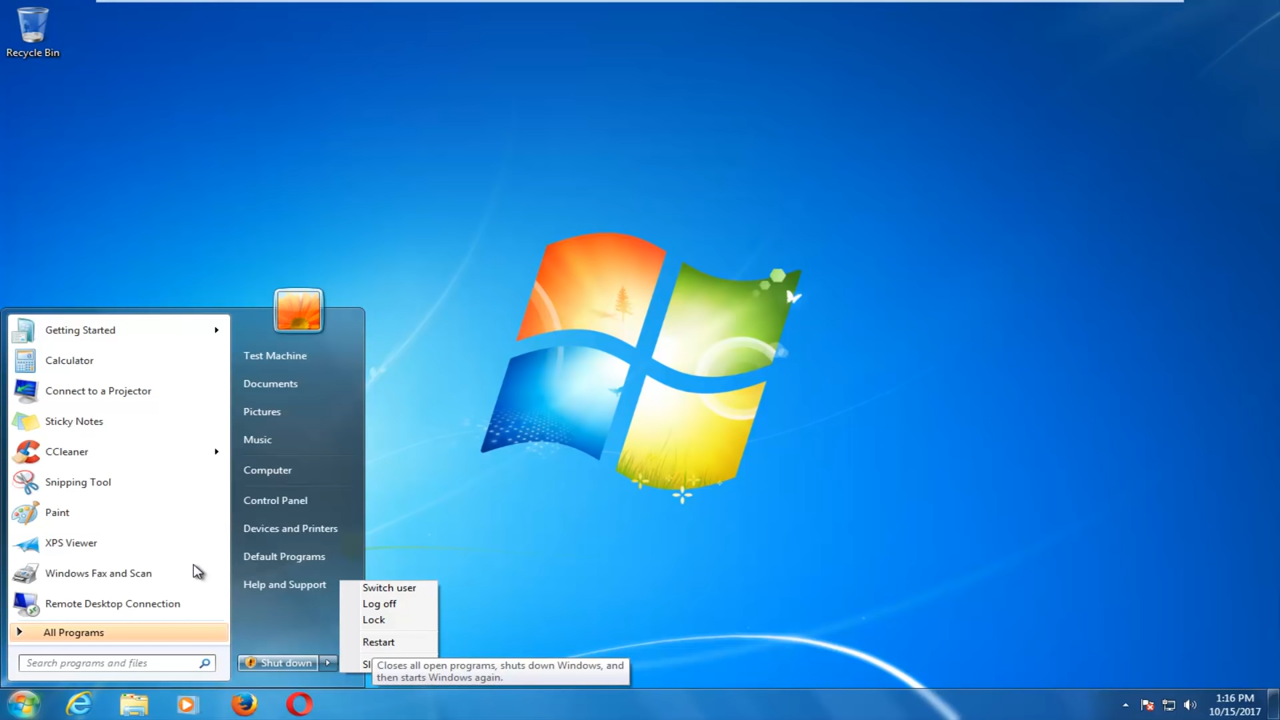 Recycle Bin
Getting Started
Calculator
Connect to a Projector
Sticky Notes
CCleaner
Snipping Tool
Paint
XPS Viewer
Windows Fax and Scan
Remote Desktop Connection
All Programs
Search programs and files
Test Machine
Documents
Pictures
Music
Computer
Control Panel
Devices and Printers
Default Programs
Help and Support
Shut down
Switch user
Log off
Lock
Restart
Closes all open programs, shuts down Windows, and
then starts Windows again.
1:16 PM
10/15/2017